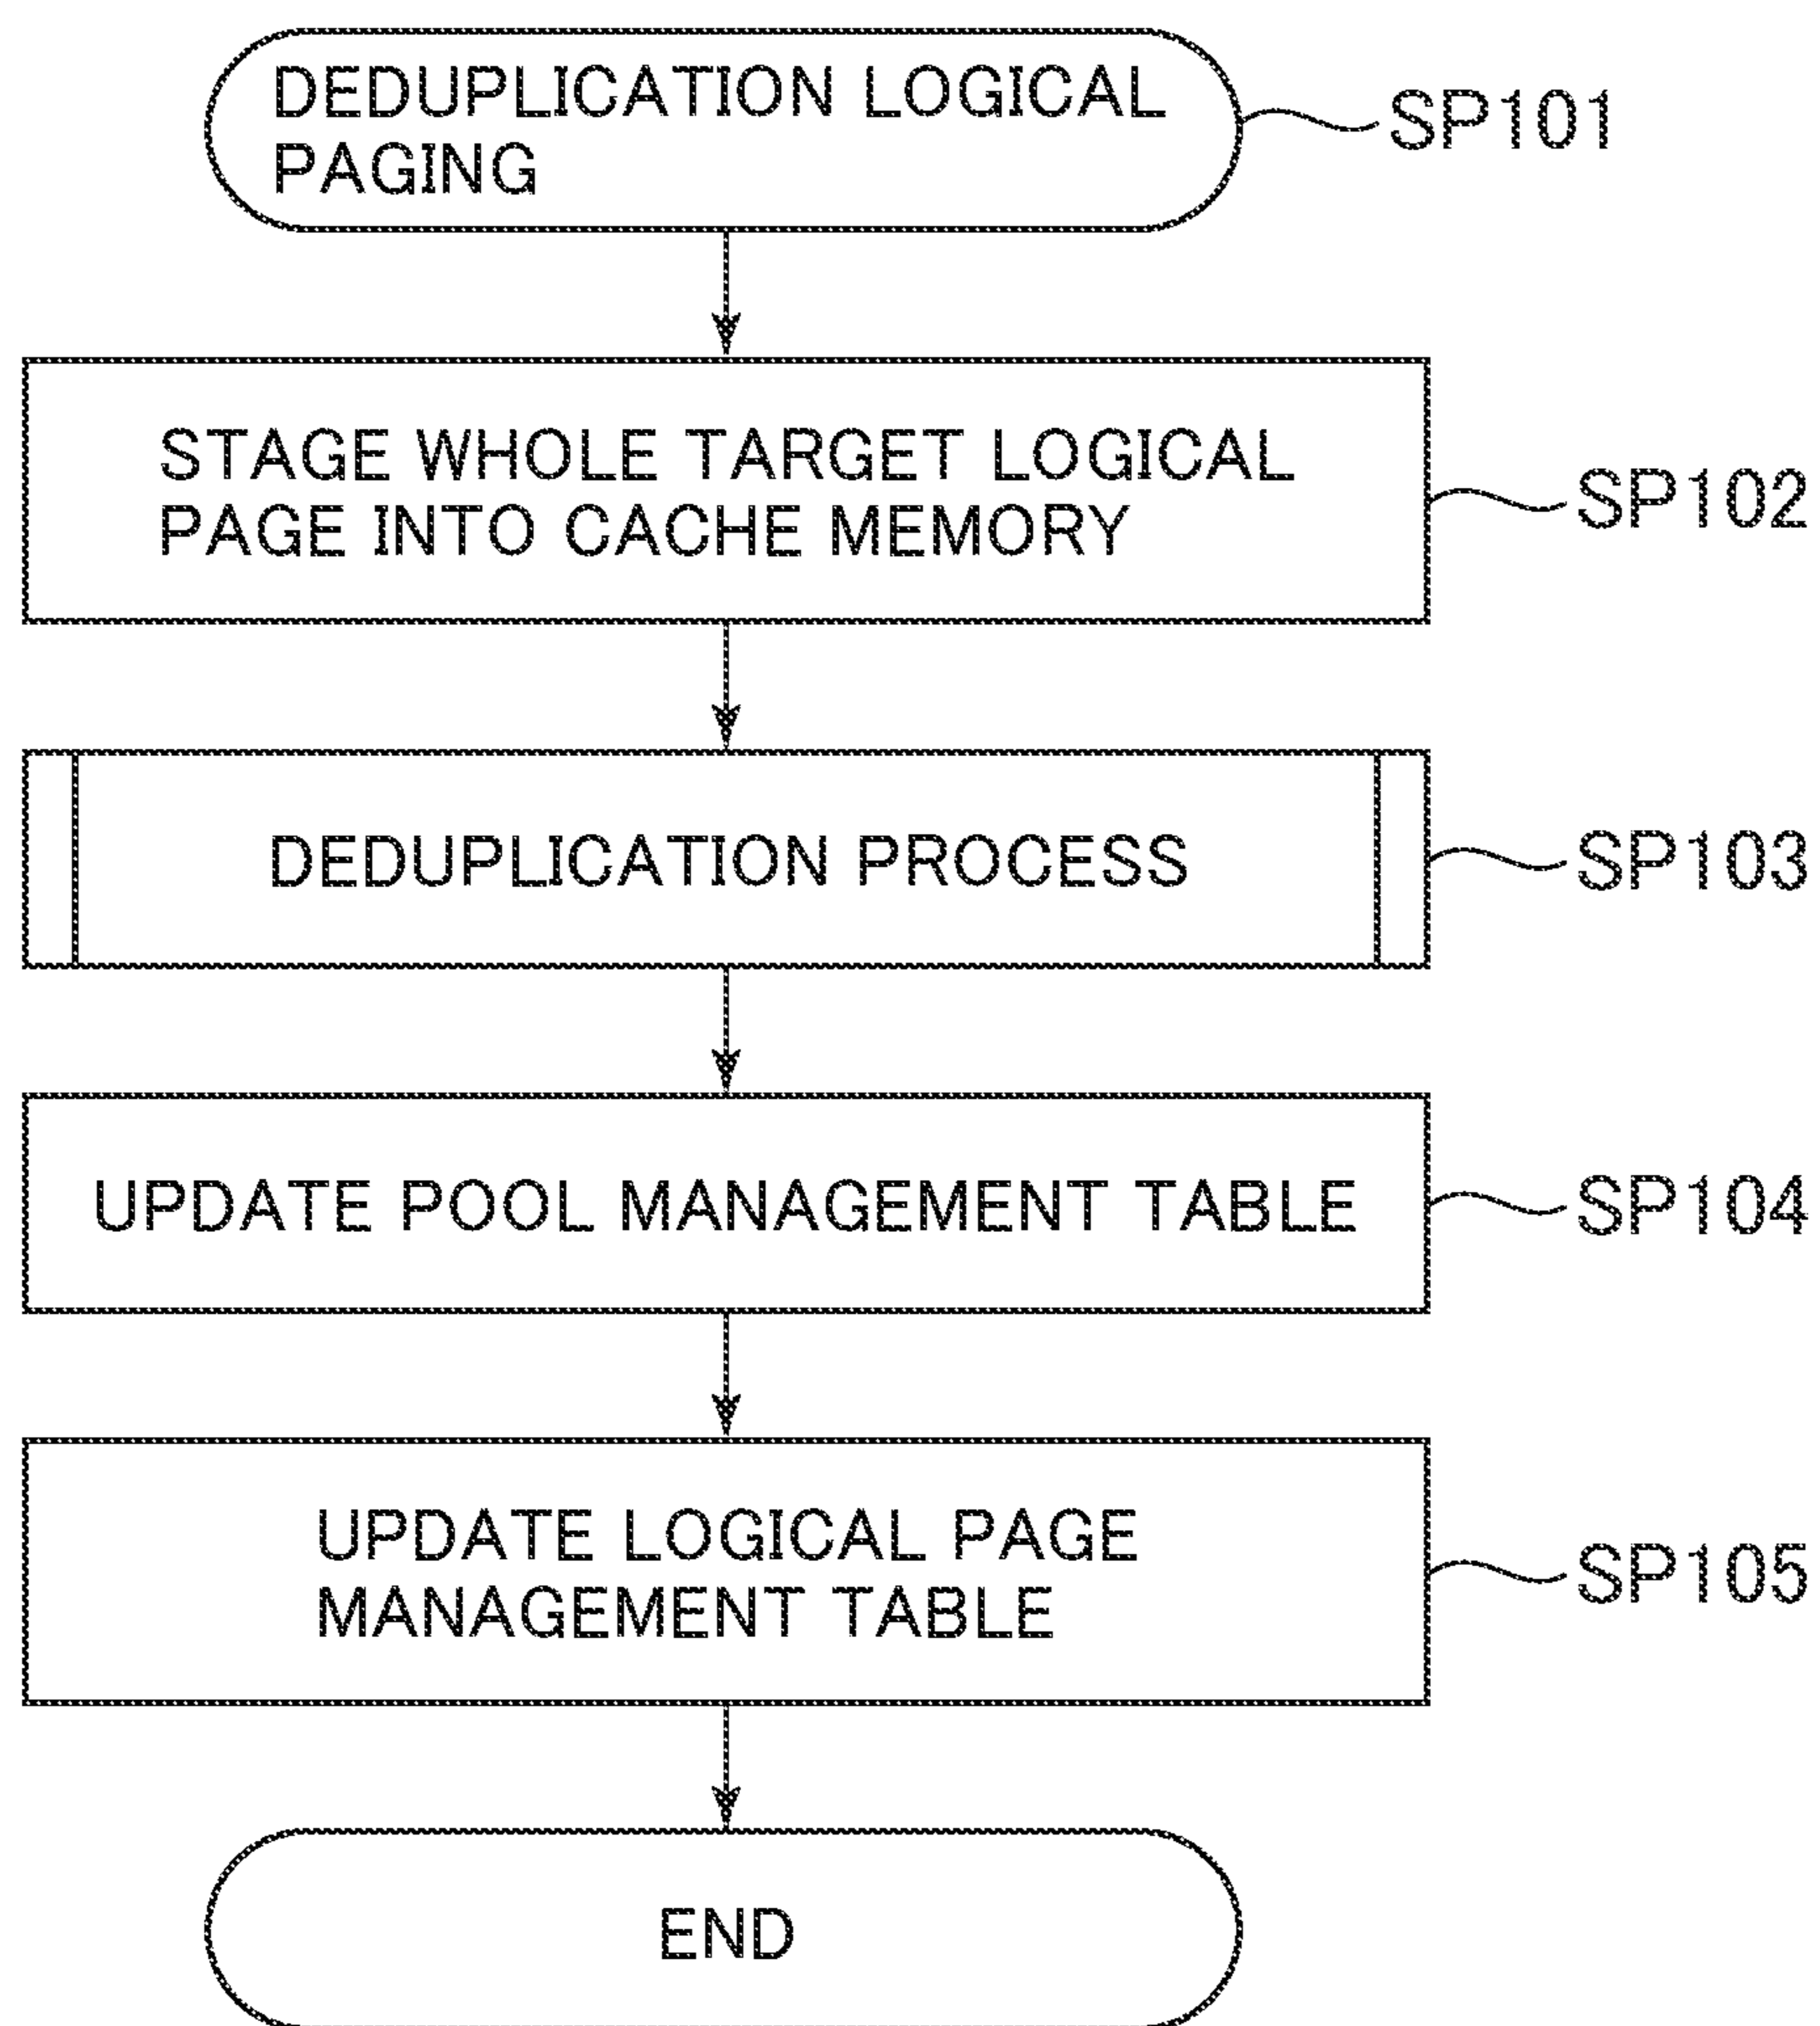 DEDUPLICATION LOGICAL
PAGING
SP101
STAGE WHOLE TARGET LOGICAL
PAGE INTO CACHE MEMORY
SP102
DEDUPLICATION PROCESS
SP103
UPDATE POOL MANAGEMENT TABLE
SP104
UPDATE LOGICAL PAGE
MANAGEMENT TABLE
SP105
END